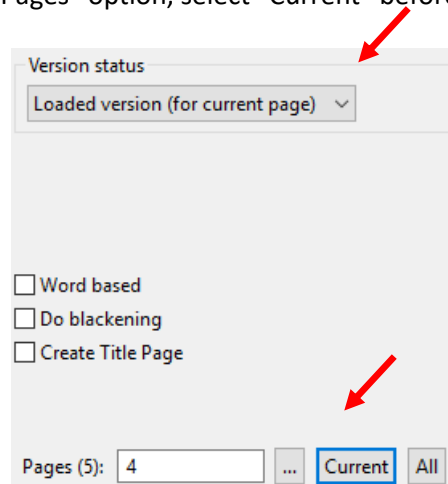 Pages" option, select "Current" before
Version status
Loaded version (for current page)
Word based
Do blackening
Create Title Page
Pages (5): 4 ... Current All